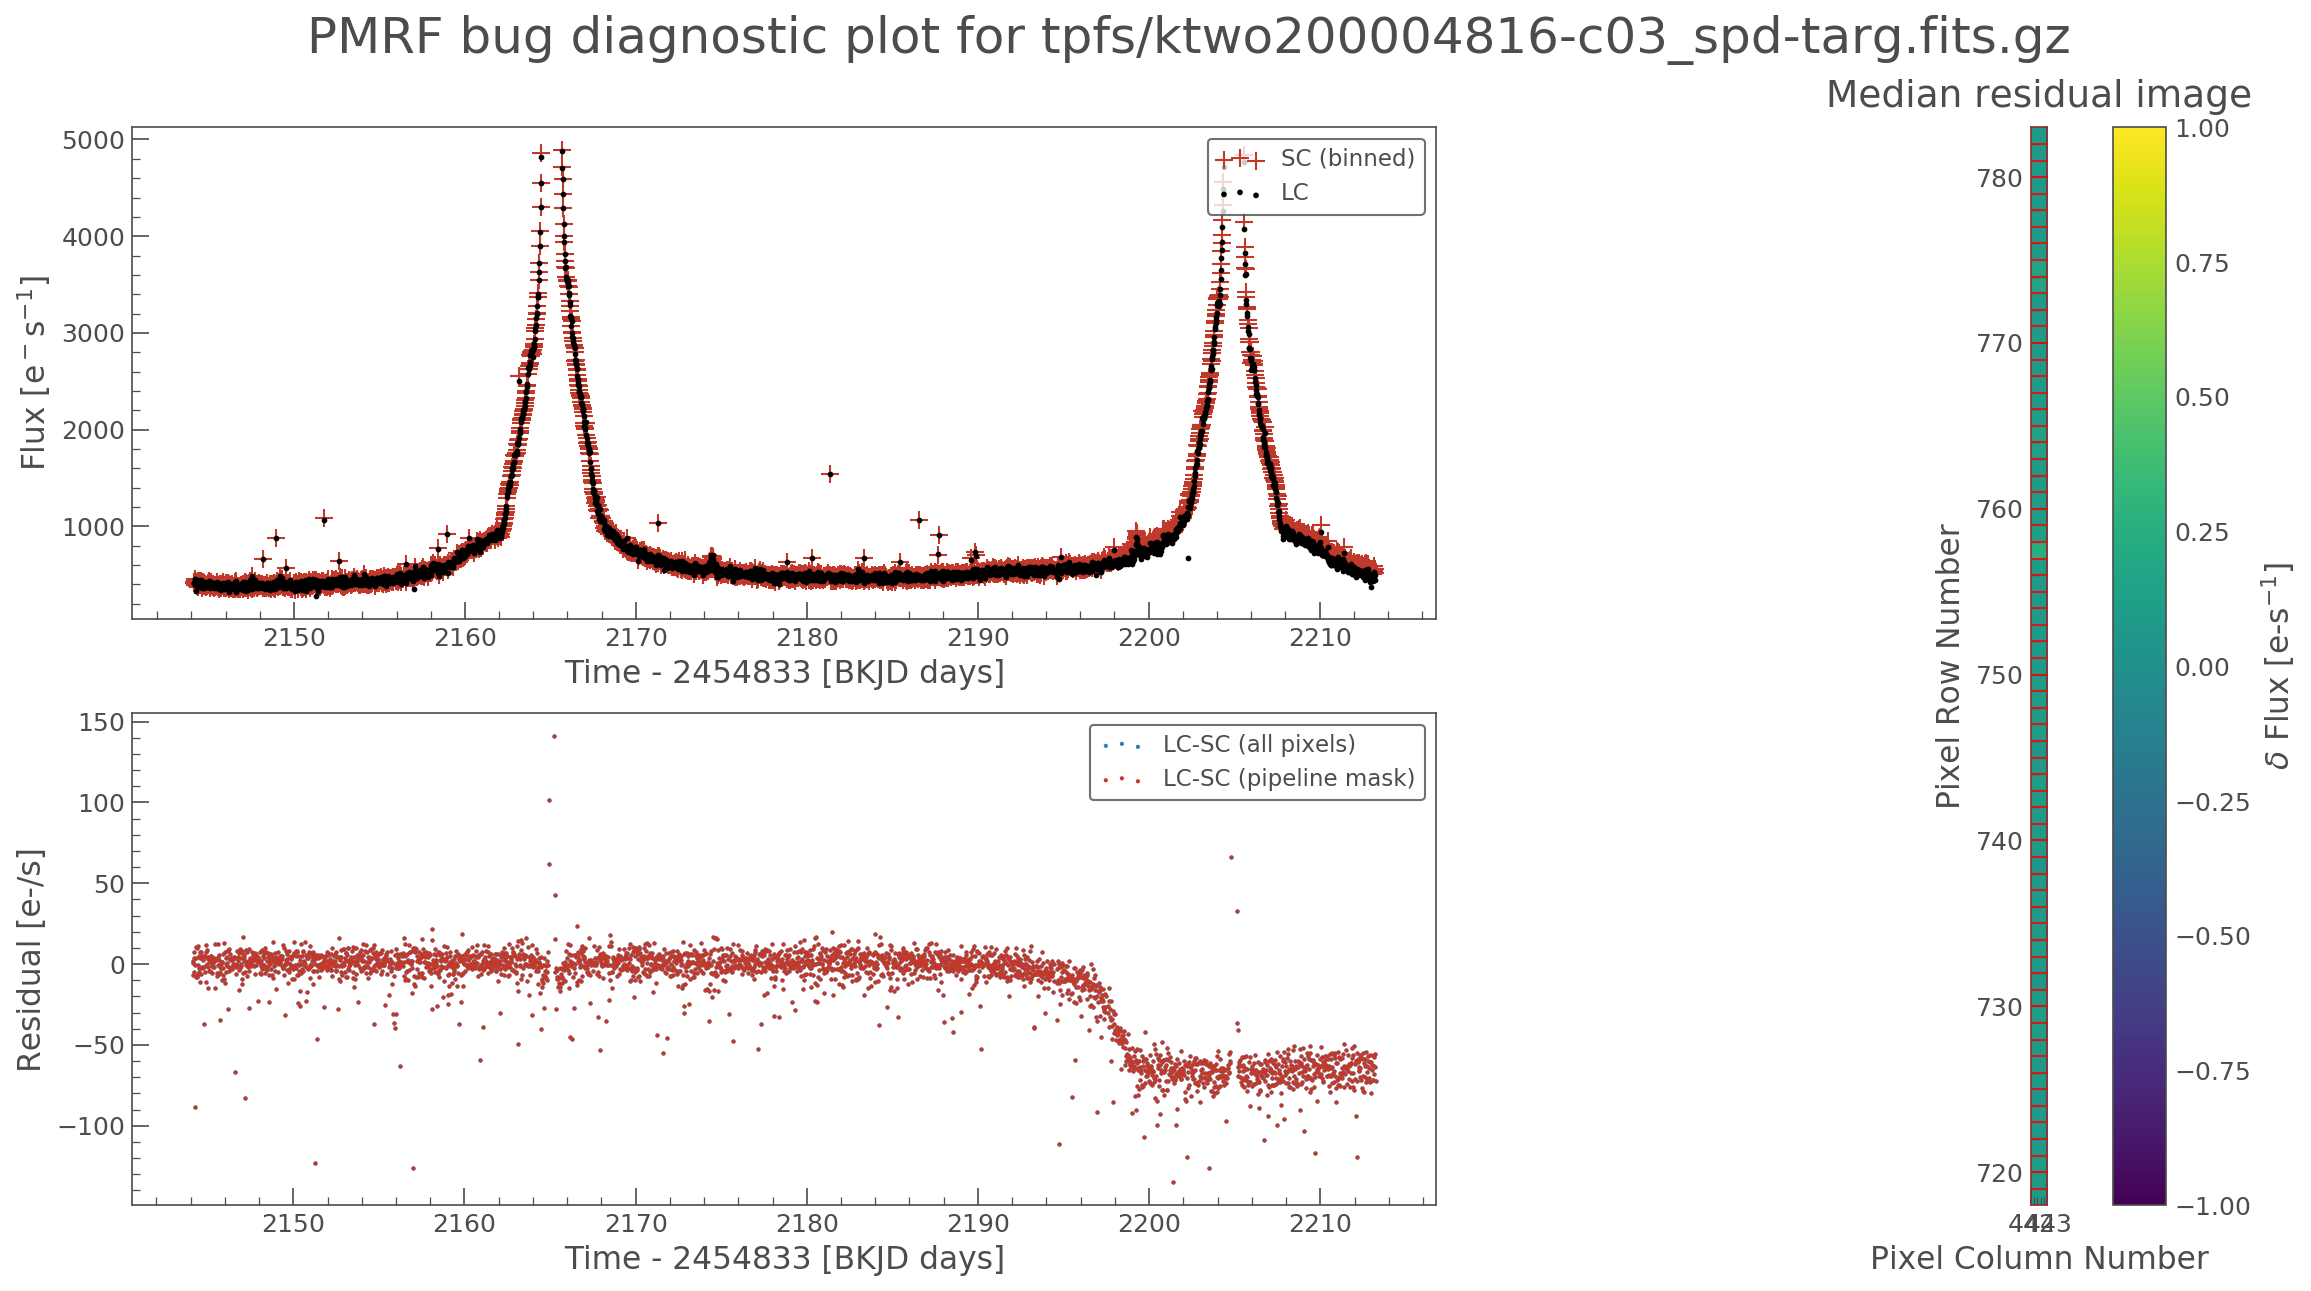 PMRF bug diagnostic plot for tpfs/ktwo200004816-c03_spd-targ.fits.gz
5000
4000
3000
2000
1000
Flux [e⁻ s⁻¹]
SC (binned)
LC
2150 2160 2170 2180 2190 2200 2210
Time - 2454833 [BKJD days]
150
100
50
0
−50
−100
Residual [e-/s]
LC-SC (all pixels)
LC-SC (pipeline mask)
2150 2160 2170 2180 2190 2200 2210
Time - 2454833 [BKJD days]
Median residual image
780
770
760
750
740
730
720
Pixel Row Number
Pixel Column Number
1.00
0.75
0.50
0.25
0.00
−0.25
−0.50
−0.75
−1.00
δ Flux [e-s⁻¹]